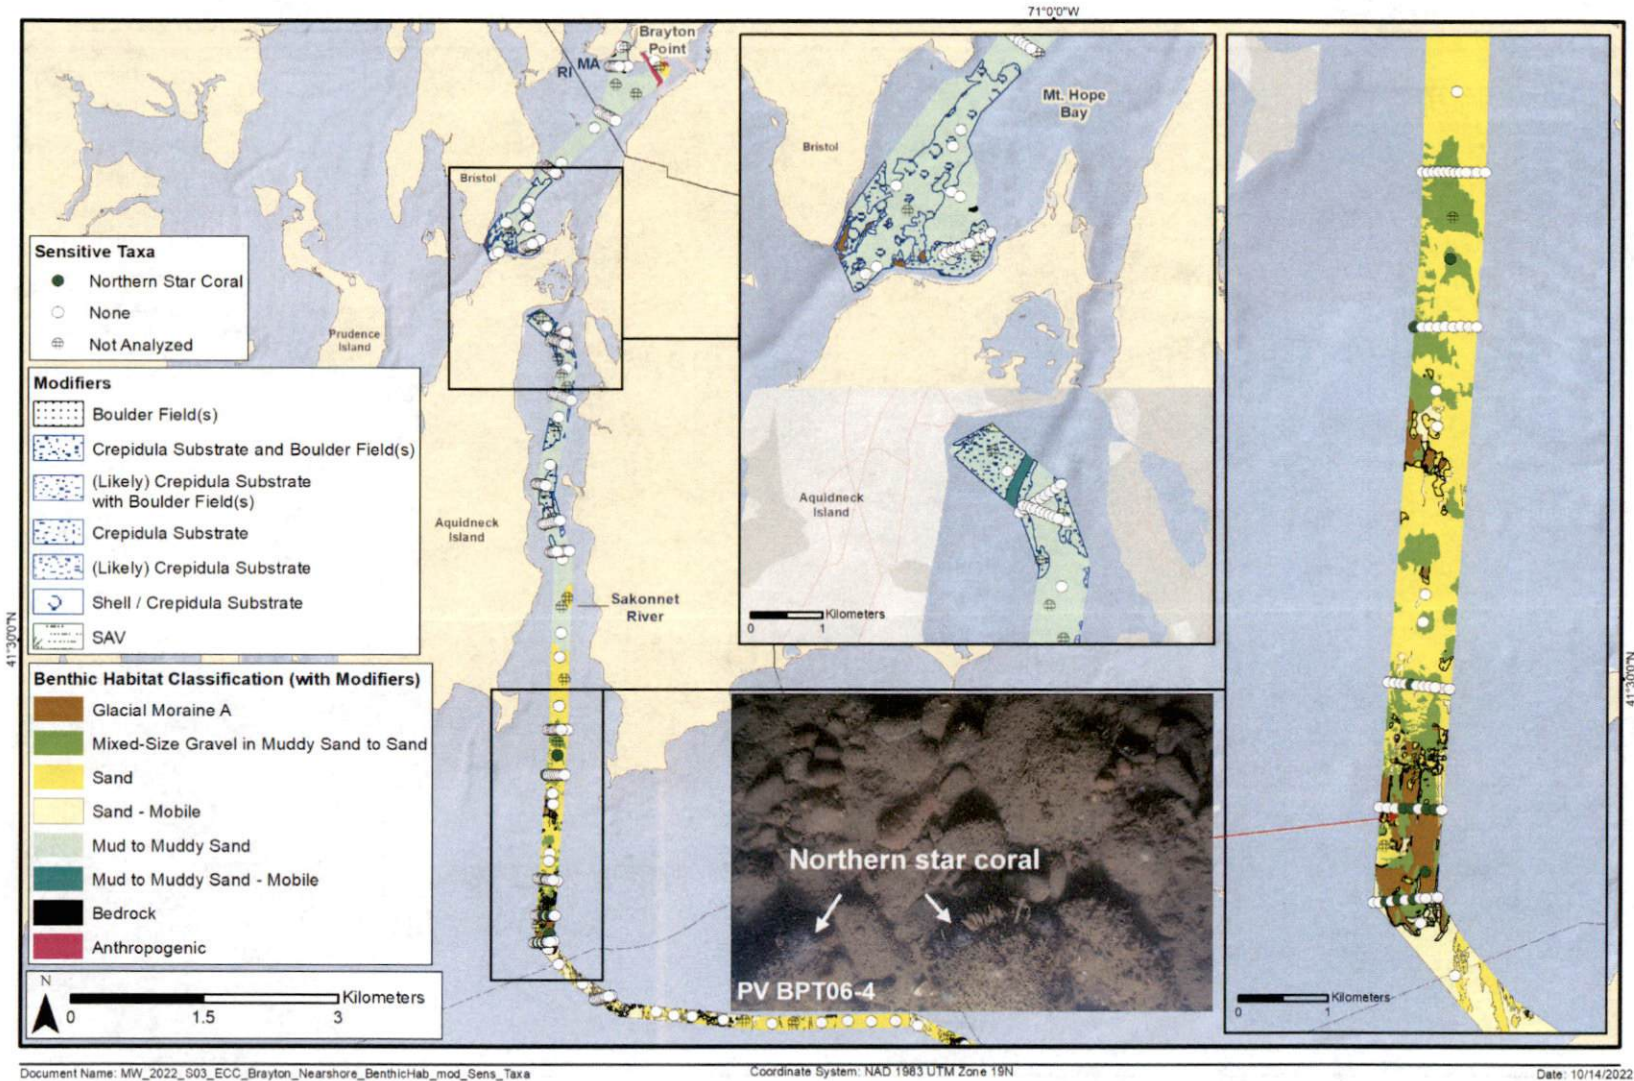 71°0'0"W
Brayton
Point
MA
RI
Mt. Hope
Bay
Bristol
Bristol
Sensitive Taxa
Northern Star Coral
None
Not Analyzed
Prudence
Island
Modifiers
Boulder Field(s)
Crepidula Substrate and Boulder Field(s)
(Likely) Crepidula Substrate
with Boulder Field(s)
Crepidula Substrate
(Likely) Crepidula Substrate
Shell / Crepidula Substrate
SAV
Aquidneck
Island
Aquidneck
Island
Sakonnet
River
Kilometers
0 1
41°30'0"N
41°30'0"N
Benthic Habitat Classification (with Modifiers)
Glacial Moraine A
Mixed-Size Gravel in Muddy Sand to Sand
Sand
Sand - Mobile
Mud to Muddy Sand
Mud to Muddy Sand - Mobile
Bedrock
Anthropogenic
Northern star coral
PV BPT06-4
N
Kilometers
0 1.5 3
Kilometers
0 1
Document Name: MW_2022_S03_ECC_Brayton_Nearshore_BenthicHab_mod_Sens_Taxa
Coordinate System: NAD 1983 UTM Zone 19N
Date: 10/14/2022